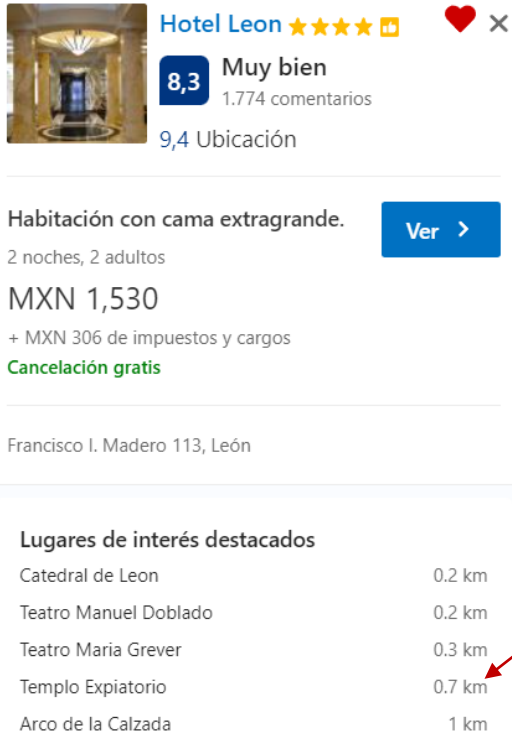 Hotel Leon
8,3
Muy bien
1.774 comentarios
9,4 Ubicación
Habitación con cama extragrande.
Ver
2 noches, 2 adultos
MXN 1,530
+ MXN 306 de impuestos y cargos
Cancelación gratis
Francisco I. Madero 113, León
Lugares de interés destacados
Catedral de Leon 0.2 km
Teatro Manuel Doblado 0.2 km
Teatro Maria Grever 0.3 km
Templo Expiatorio 0.7 km
Arco de la Calzada 1 km